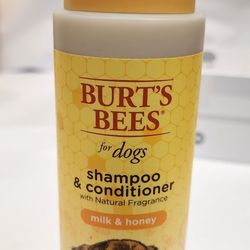 BURT'S
BEES®
for dogs
shampoo
& conditioner
with Natural Fragrance
milk & honey